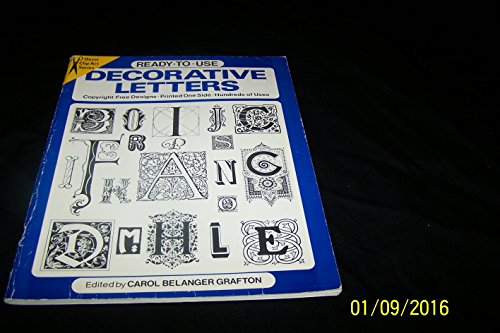 Dover
Clip Art
Series
READY-TO-USE
DECORATIVE
LETTERS
Copyright-Free Designs · Printed One Side · Hundreds of Uses
B O I J C
R P S
F A N C
I K R
D M H L E
Edited by CAROL BELANGER GRAFTON
01/09/2016